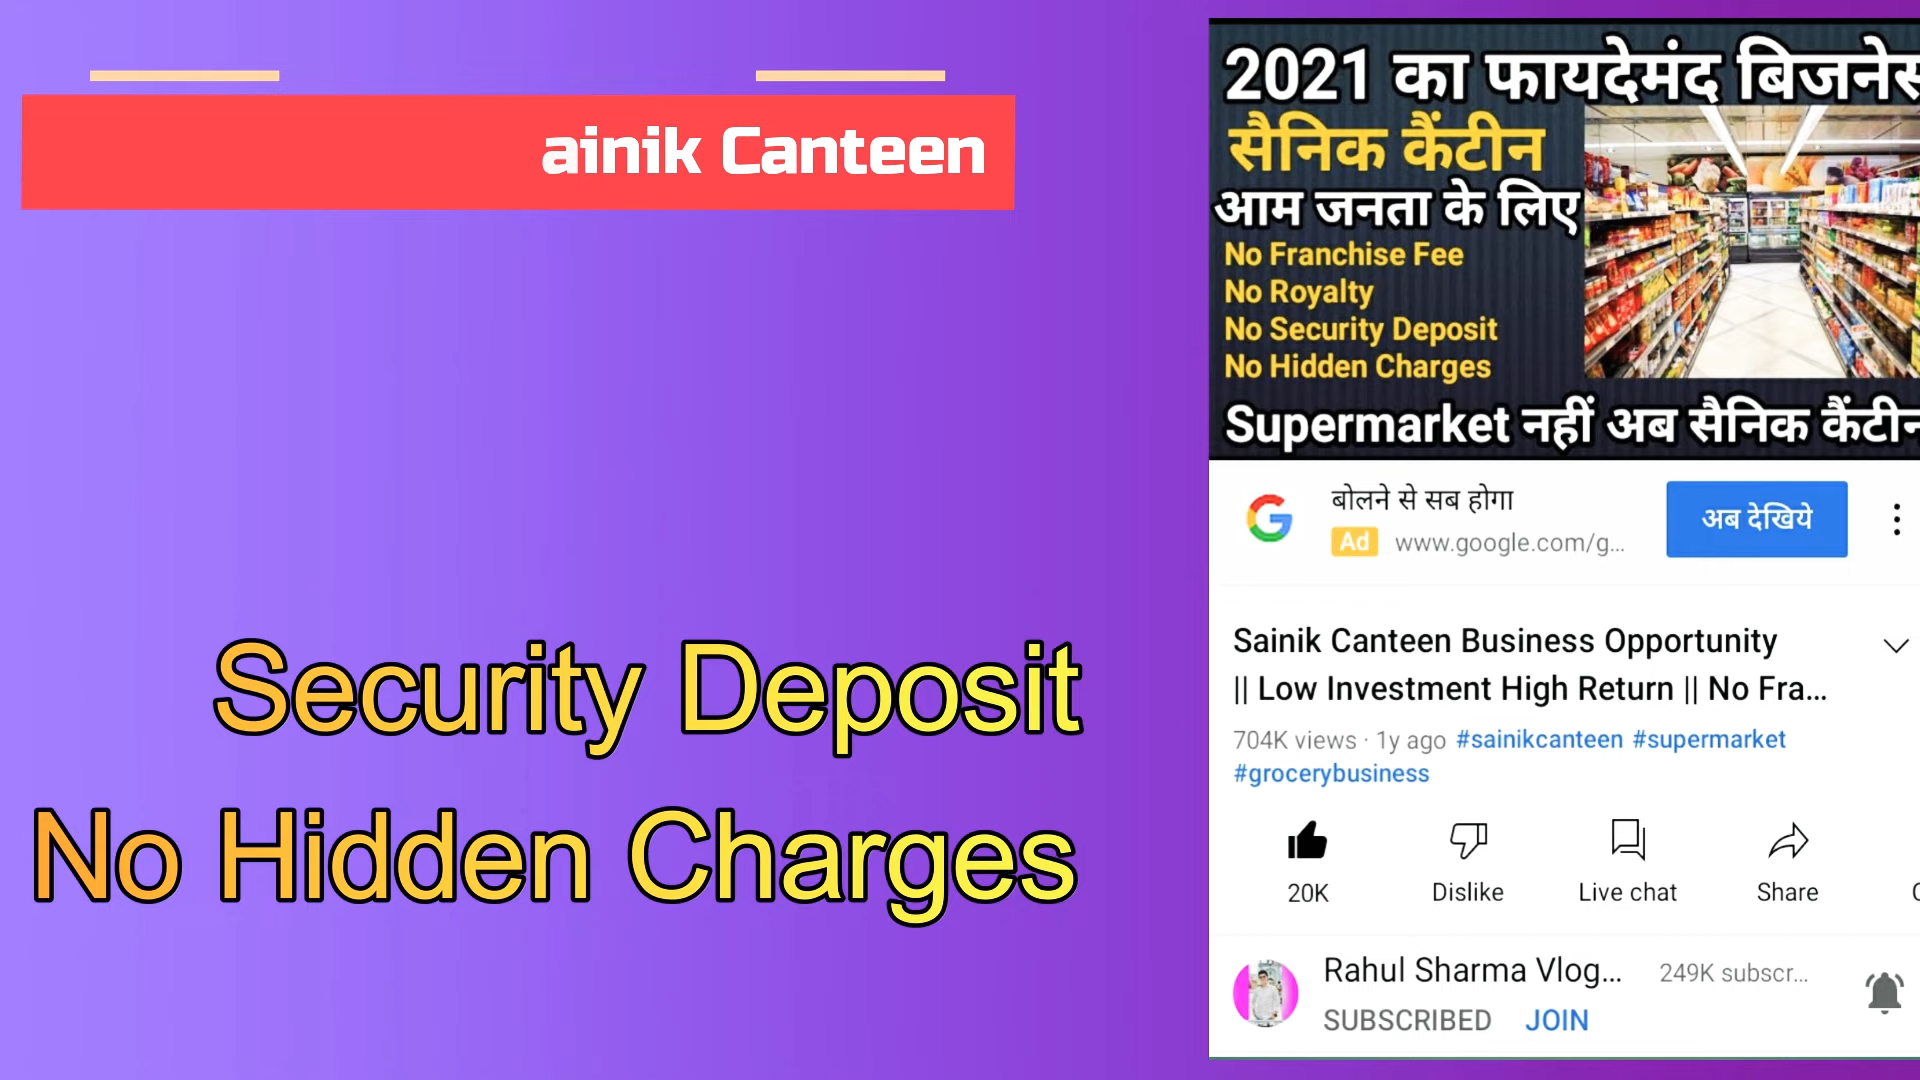 ainik Canteen
Security Deposit
No Hidden Charges
2021 का फायदेमंद बिजनेस
सैनिक कैंटीन
आम जनता के लिए
No Franchise Fee
No Royalty
No Security Deposit
No Hidden Charges
Supermarket नहीं अब सैनिक कैंटीन
बोलने से सब होगा
Ad www.google.com/g...
अब देखिये
Sainik Canteen Business Opportunity
|| Low Investment High Return || No Fra...
704K views · 1y ago #sainikcanteen #supermarket
#grocerybusiness
20K Dislike Live chat Share
Rahul Sharma Vlog... 249K subscr...
SUBSCRIBED JOIN